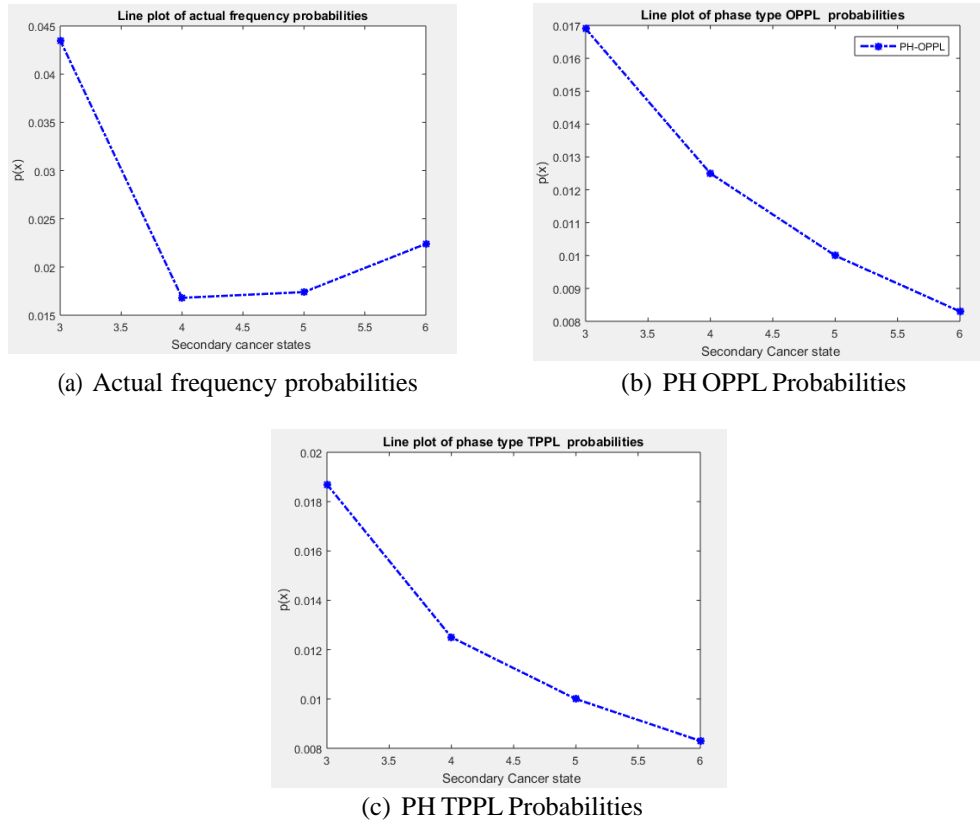 Line plot of actual frequency probabilities
0.045
0.04
0.035
0.03
0.025
0.02
0.015
p(x)
3 3.5 4 4.5 5 5.5 6
Secondary cancer states
(a) Actual frequency probabilities
Line plot of phase type OPPL probabilities
PH-OPPL
0.017
0.016
0.015
0.014
0.013
0.012
0.011
0.01
0.009
0.008
p(x)
3 3.5 4 4.5 5 5.5 6
Secondary Cancer state
(b) PH OPPL Probabilities
Line plot of phase type TPPL probabilities
0.02
0.018
0.016
0.014
0.012
0.01
0.008
p(x)
3 3.5 4 4.5 5 5.5 6
Secondary Cancer state
(c) PH TPPL Probabilities